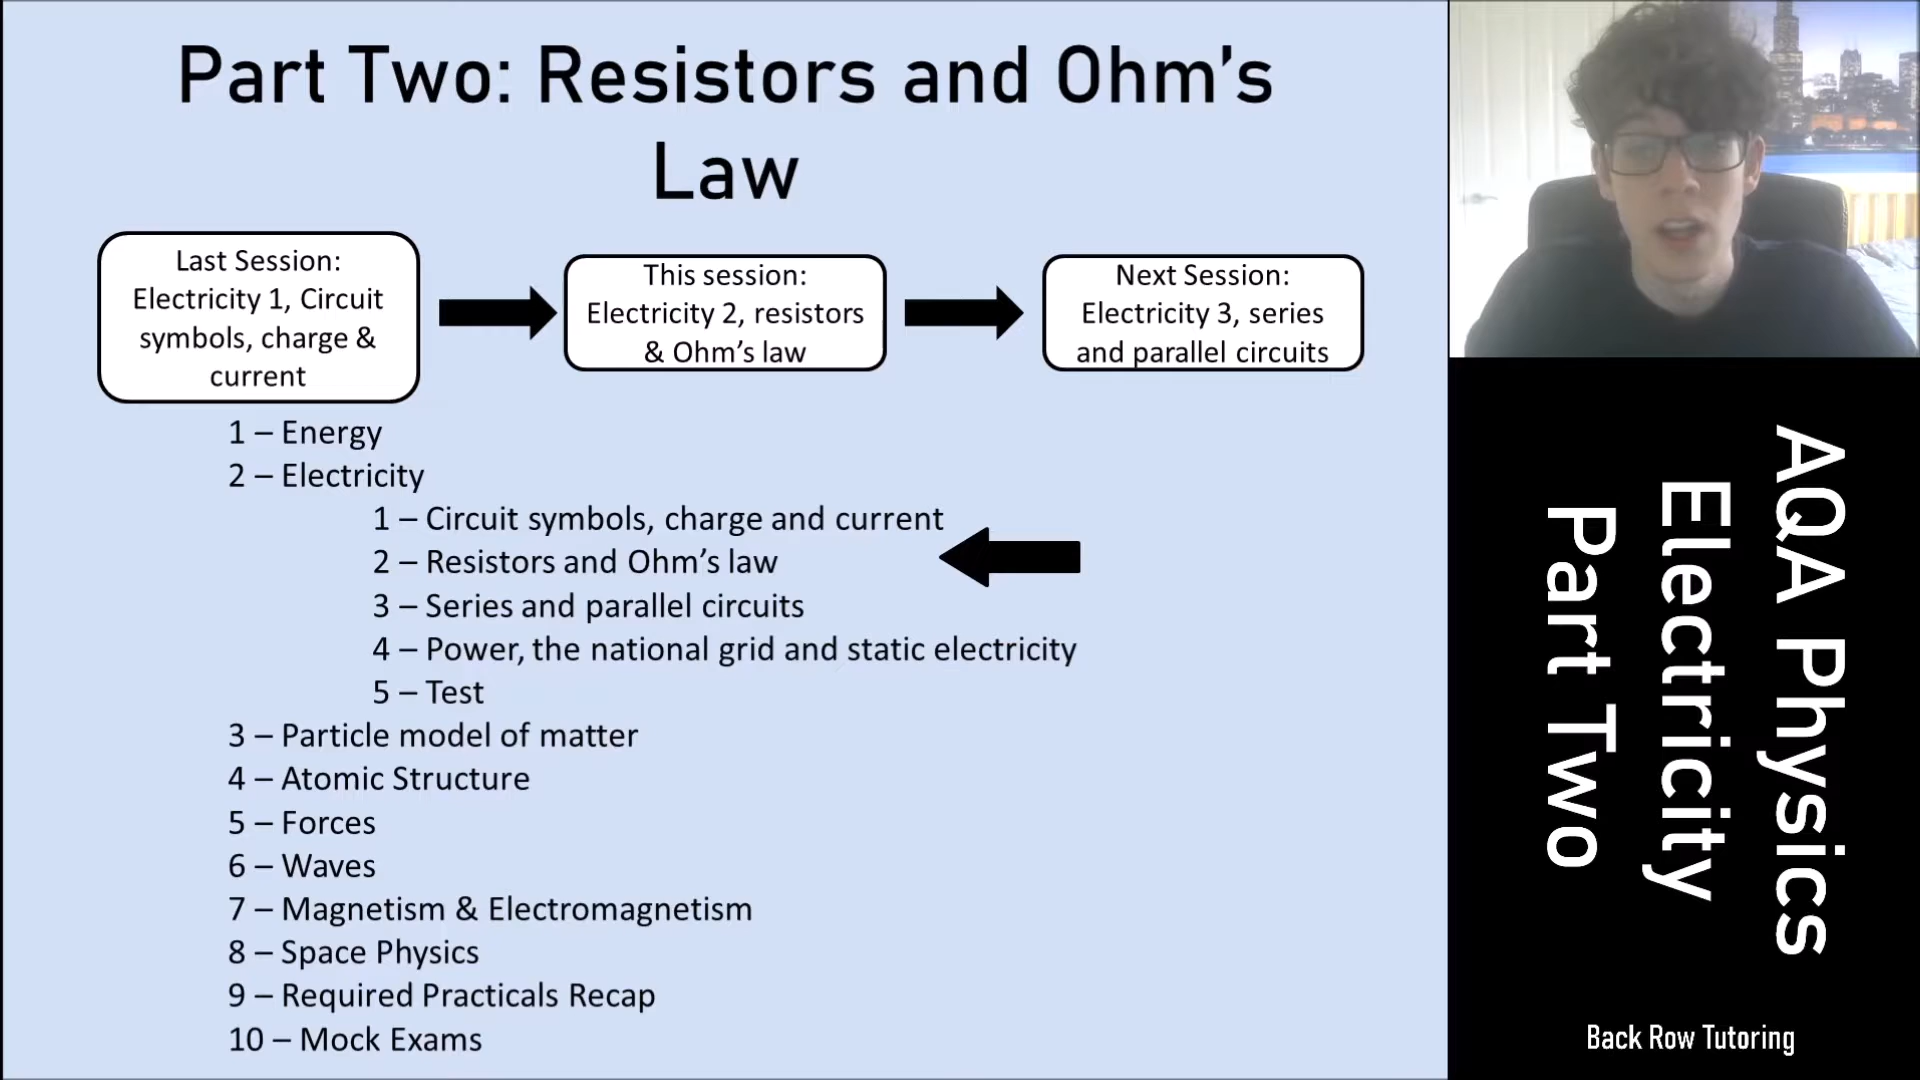 Part Two: Resistors and Ohm's
Law
Last Session:
Electricity 1, Circuit
symbols, charge &
current
This session:
Electricity 2, resistors
& Ohm's law
Next Session:
Electricity 3, series
and parallel circuits
1 – Energy
2 – Electricity
1 – Circuit symbols, charge and current
2 – Resistors and Ohm's law
3 – Series and parallel circuits
4 – Power, the national grid and static electricity
5 – Test
3 – Particle model of matter
4 – Atomic Structure
5 – Forces
6 – Waves
7 – Magnetism & Electromagnetism
8 – Space Physics
9 – Required Practicals Recap
10 – Mock Exams
AQA Physics
Electricity
Part Two
Back Row Tutoring